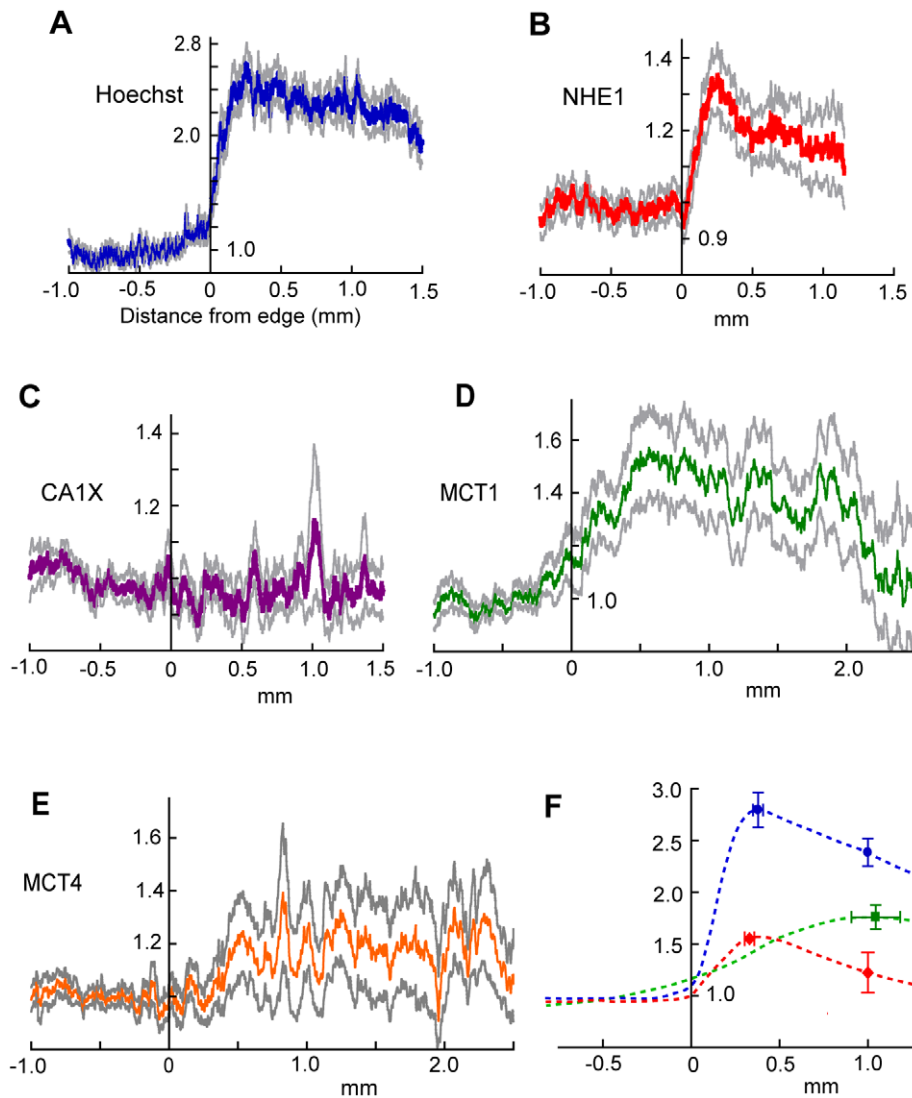 A
Hoechst
2.8
2.0
1.0
-1.0 -0.5 0 0.5 1.0 1.5
Distance from edge (mm)
B
NHE1
1.4
1.2
0.9
-1.0 -0.5 0 0.5 1.0 1.5
mm
C
CA1X
1.4
1.2
-1.0 -0.5 0 0.5 1.0 1.5
mm
D
MCT1
1.6
1.4
1.0
-1.0 0 1.0 2.0
mm
E
MCT4
1.6
1.4
1.2
1.0
-1.0 0 1.0 2.0
mm
F
3.0
2.5
2.0
1.5
1.0
-0.5 0 0.5 1.0
mm